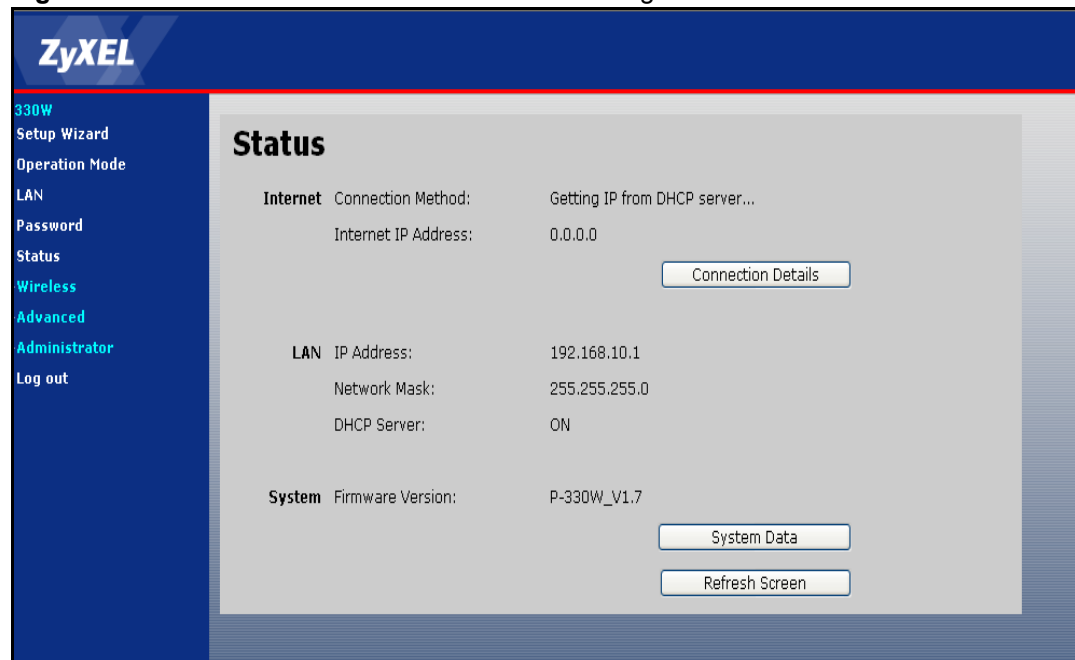 ZyXEL
330W
Setup Wizard
Operation Mode
LAN
Password
Status
Wireless
Advanced
Administrator
Log out
Status
Internet Connection Method: Getting IP from DHCP server...
Internet IP Address: 0.0.0.0
Connection Details
LAN IP Address: 192.168.10.1
Network Mask: 255.255.255.0
DHCP Server: ON
System Firmware Version: P-330W_V1.7
System Data
Refresh Screen